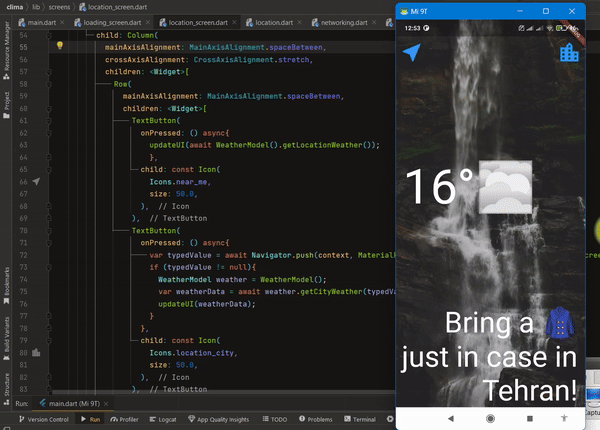 clima
lib
screens
location_screen.dart
main.dart
loading_screen.dart
location_screen.dart
location.dart
networking.dart
Resource Manager
Project
Bookmarks
Build Variants
Structure
54 child: Column(
55 mainAxisAlignment: MainAxisAlignment.spaceBetween,
56 crossAxisAlignment: CrossAxisAlignment.stretch,
57 children: <Widget>[
58 Row(
59 mainAxisAlignment: MainAxisAlignment.spaceBetween,
60 children: <Widget>[
61 TextButton(
62 onPressed: () async{
63 updateUI(await WeatherModel().getLocationWeather());
64 },
65 child: const Icon(
66 Icons.near_me,
67 size: 50.0,
68 ), // Icon
69 ), // TextButton
70 TextButton(
71 onPressed: () async{
72 var typedValue = await Navigator.push(context, Material
73 if (typedValue != null){
74 WeatherModel weather = WeatherModel();
75 var weatherData = await weather.getCityWeather(typedVa
76 updateUI(weatherData);
77 }
78 },
79 child: const Icon(
80 Icons.location_city,
81 size: 50.0,
82 ), // Icon
83 ), // TextButton
Run:
main.dart (Mi 9T)
Version Control
Run
Profiler
Logcat
App Quality Insights
TODO
Problems
Terminal
Mi 9T
12:53
16°
Bring a
just in case in
Tehran!